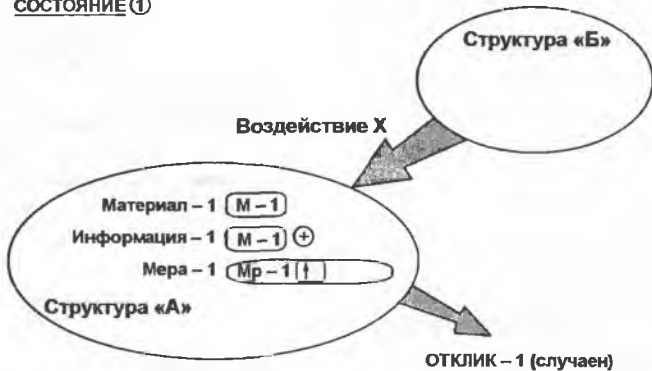 СОСТОЯНИЕ ①
Структура «Б»
Воздействие X
Материал – 1 М – 1
Информация – 1 М – 1 ⊕
Мера – 1 Мр – 1 ↑
Структура «А»
ОТКЛИК – 1 (случаен)